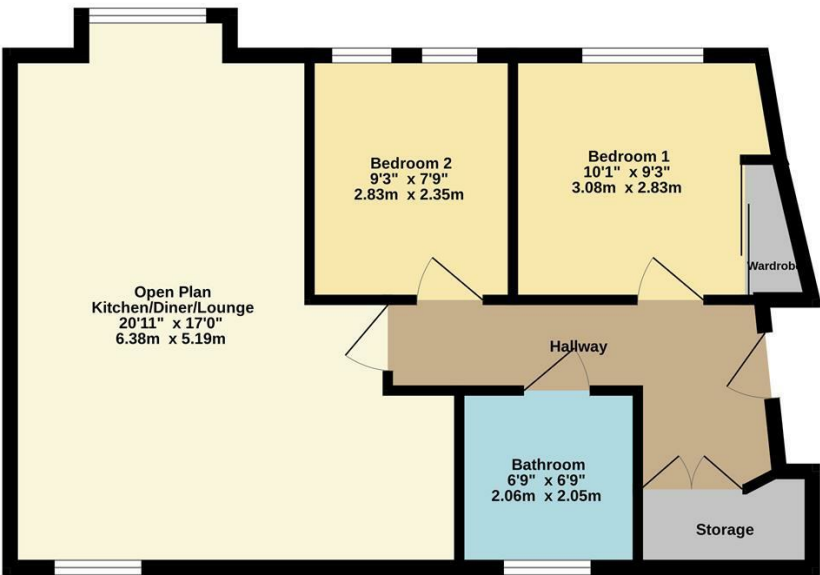 Bedroom 2
9'3" x 7'9"
2.83m x 2.35m
Bedroom 1
10'1" x 9'3"
3.08m x 2.83m
Wardrobe
Open Plan
Kitchen/Diner/Lounge
20'11" x 17'0"
6.38m x 5.19m
Hallway
Bathroom
6'9" x 6'9"
2.06m x 2.05m
Storage